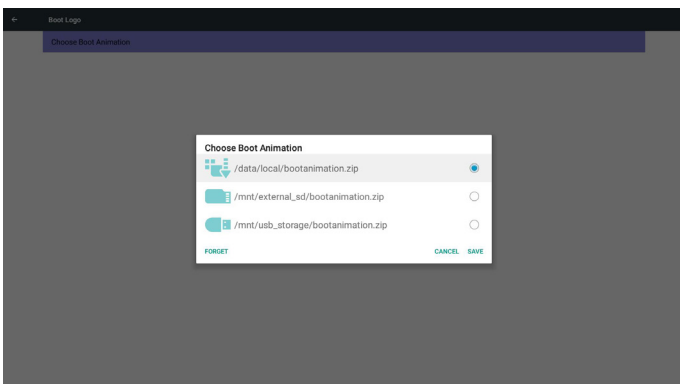 Boot Logo
Choose Boot Animation
Choose Boot Animation
/data/local/bootanimation.zip
/mnt/external_sd/bootanimation.zip
/mnt/usb_storage/bootanimation.zip
FORGET CANCEL SAVE